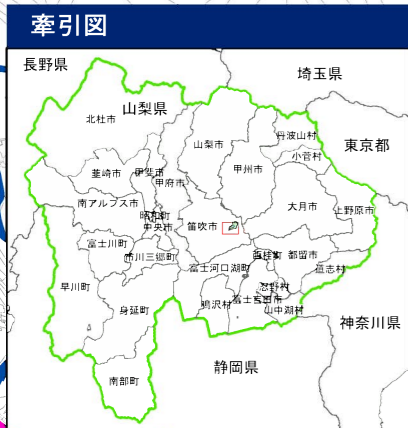 牽引図
長野県
埼玉県
山梨県
北杜市
丹波山村
山梨市
東京都
小菅村
甲斐市
甲州市
韮崎市
甲府市
南アルプス市
大月市
上野原市
昭和町
中央市
笛吹市
富士川町
西桂町
都留市
市川三郷町
富士河口湖町
道志村
早川町
忍野村
鳴沢村
富士吉田市
身延町
山中湖村
神奈川県
静岡県
南部町